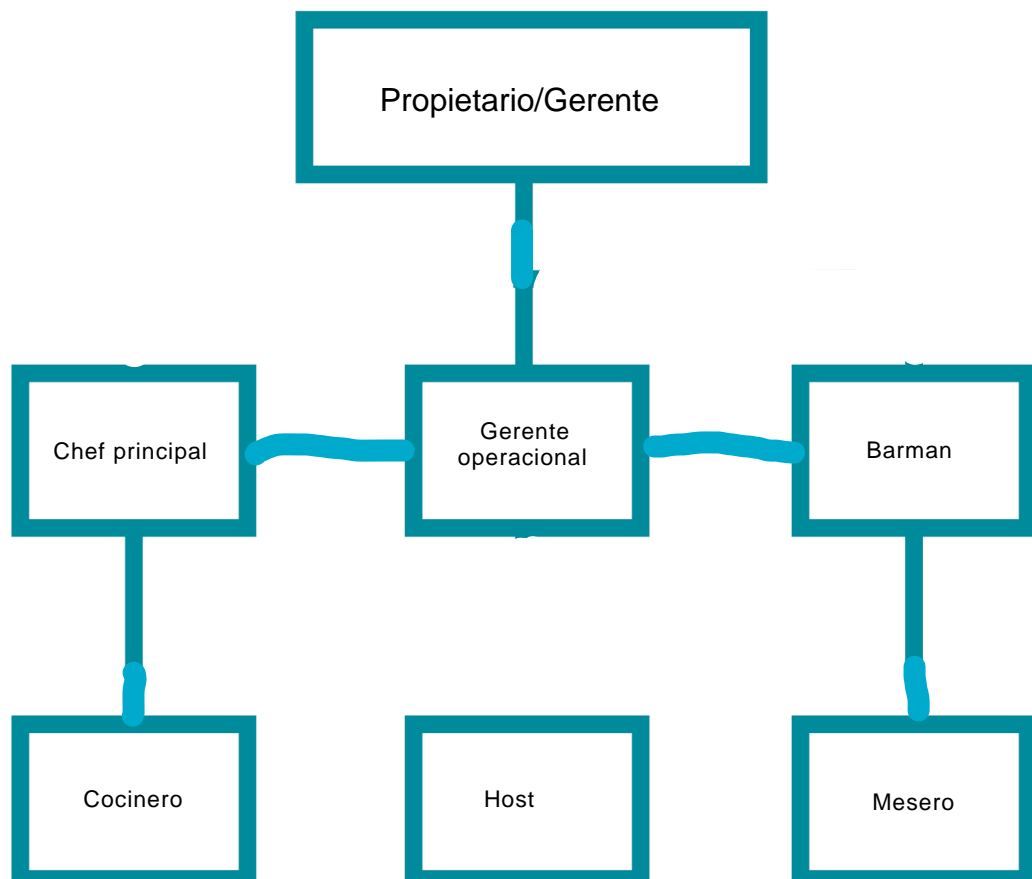 Propietario/Gerente
Chef principal
Gerente
operacional
Barman
Cocinero
Host
Mesero